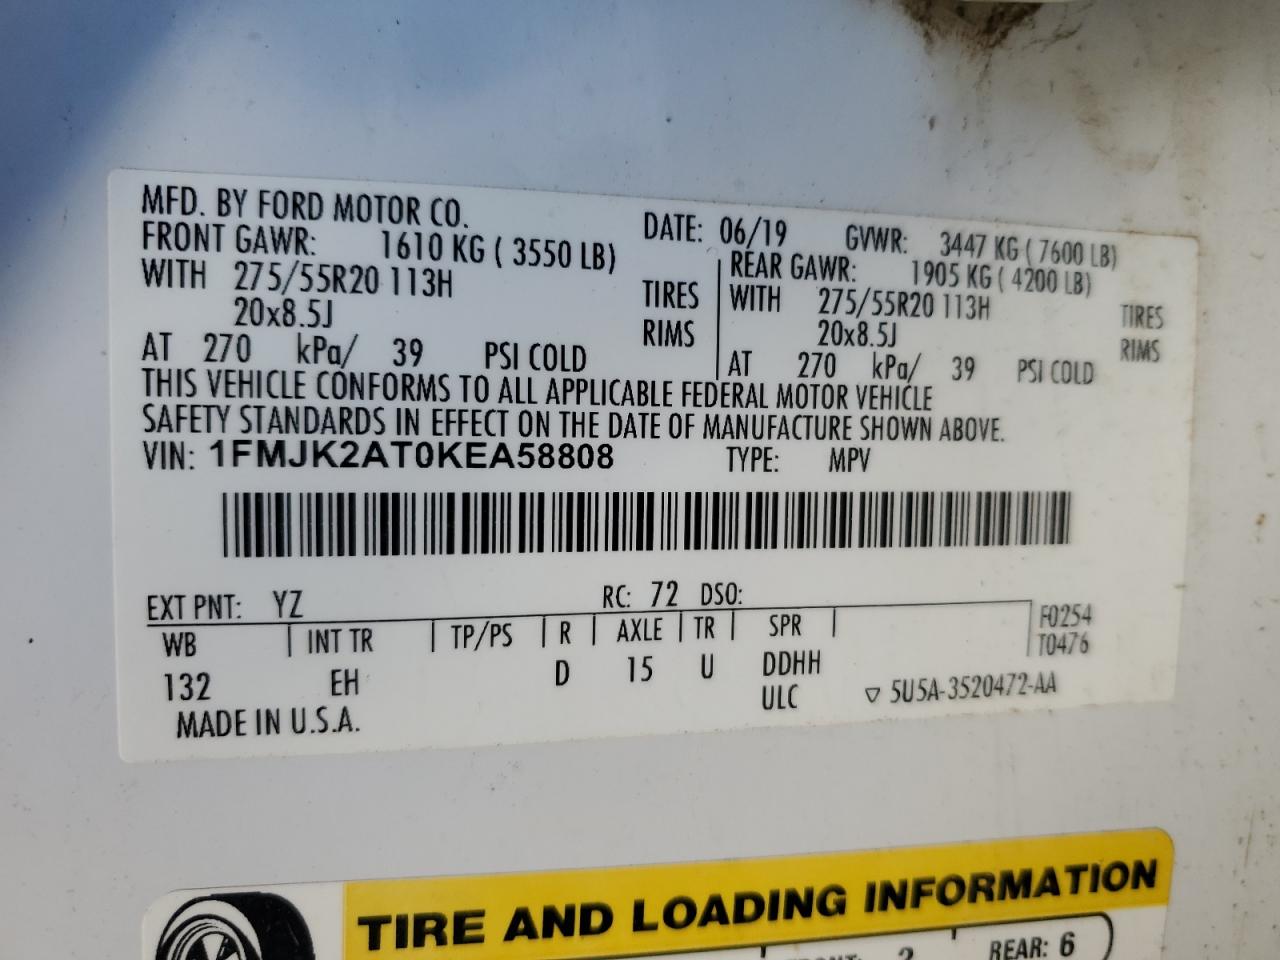 MFD. BY FORD MOTOR CO. DATE: 06/19 GVWR: 3447 KG ( 7600 LB)
FRONT GAWR: 1610 KG ( 3550 LB) REAR GAWR: 1905 KG ( 4200 LB)
WITH 275/55R20 113H TIRES WITH 275/55R20 113H TIRES
20x8.5J RIMS 20x8.5J RIMS
AT 270 kPa/ 39 PSI COLD AT 270 kPa/ 39 PSI COLD
THIS VEHICLE CONFORMS TO ALL APPLICABLE FEDERAL MOTOR VEHICLE
SAFETY STANDARDS IN EFFECT ON THE DATE OF MANUFACTURE SHOWN ABOVE.
VIN: 1FMJK2AT0KEA58808 TYPE: MPV
EXT PNT: YZ RC: 72 DSO:
WB INT TR TP/PS R AXLE TR SPR F0254
T0476
132 EH D 15 U DDHH
ULC ▽ 5U5A-3520472-AA
MADE IN U.S.A.
TIRE AND LOADING INFORMATION
REAR: 6